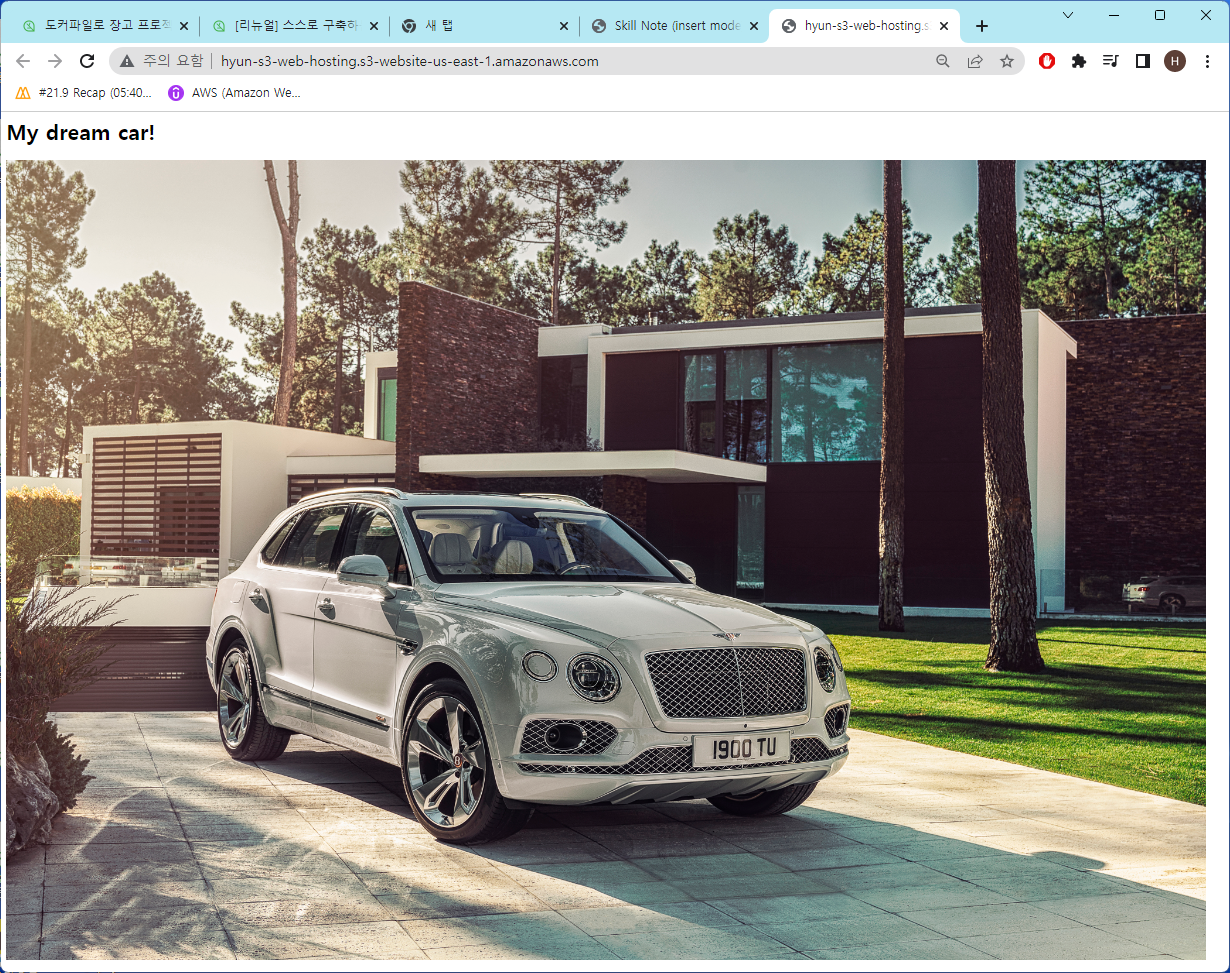 도커파일로 장고 프로젝
[리뉴얼] 스스로 구축하
새 탭
Skill Note (insert mode
hyun-s3-web-hosting.s
주의 요함
hyun-s3-web-hosting.s3-website-us-east-1.amazonaws.com
H
#21.9 Recap (05:40...
AWS (Amazon We...
My dream car!
1900 TU